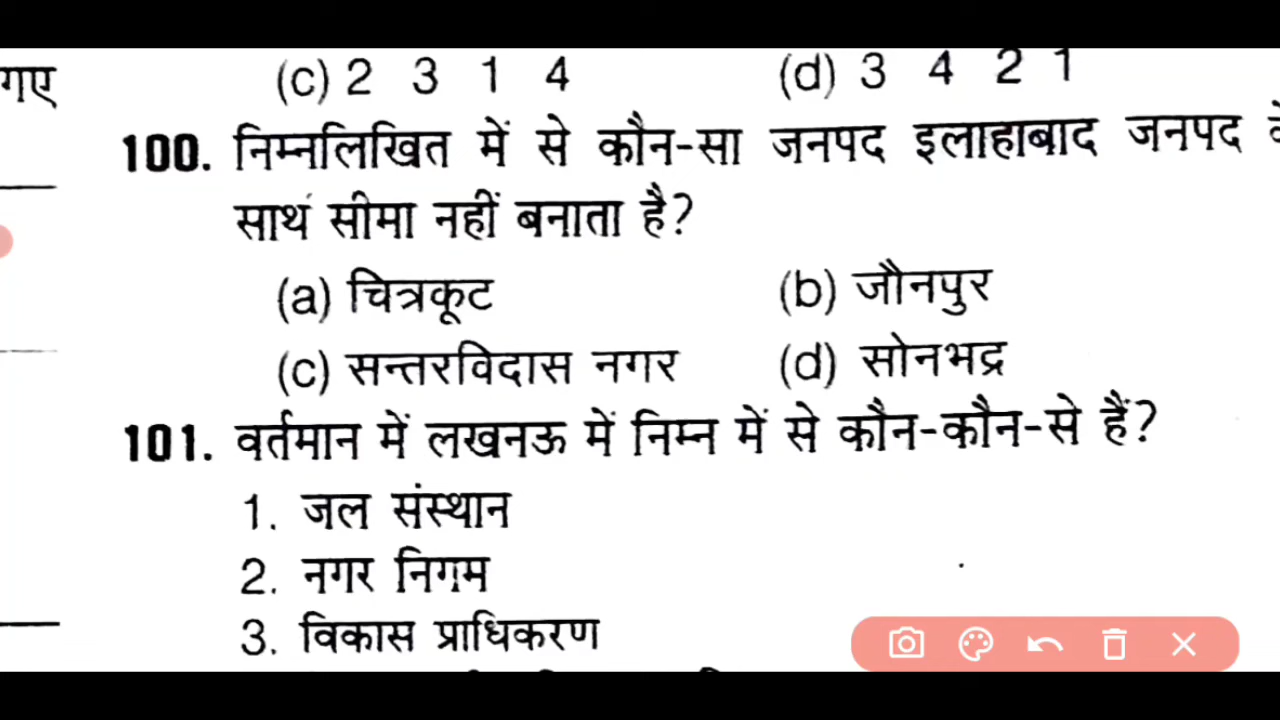 गए
(c) 2 3 1 4 (d) 3 4 2 1
100. निम्नलिखित में से कौन-सा जनपद इलाहाबाद जनपद
साथ सीमा नहीं बनाता है?
(a) चित्रकूट (b) जौनपुर
(c) सन्तरविदास नगर (d) सोनभद्र
101. वर्तमान में लखनऊ में निम्न में से कौन-कौन-से हैं?
1. जल संस्थान
2. नगर निगम
3. विकास प्राधिकरण